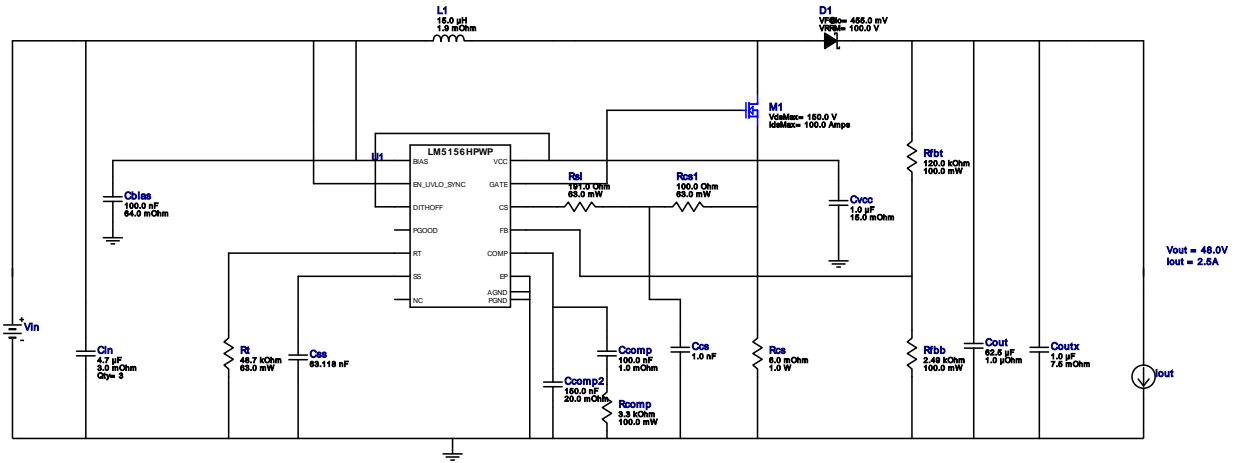 L1
15.0 µH
1.9 mOhm
D1
VF@Io= 455.0 mV
VRRM= 100.0 V
M1
VdsMax= 150.0 V
IdsMax= 100.0 Amps
U1
LM5156HPWP
BIAS
VCC
EN_UVLO_SYNC
GATE
DITHOFF
CS
PGOOD
FB
RT
COMP
SS
EP
AGND
NC
PGND
Cbias
100.0 nF
64.0 mOhm
Rsl
191.0 Ohm
63.0 mW
Rcs1
100.0 Ohm
63.0 mW
Cvcc
1.0 µF
15.0 mOhm
Rfbt
120.0 kOhm
100.0 mW
Vout = 48.0V
Iout = 2.5A
Vin
+
-
Cin
4.7 µF
3.0 mOhm
Qty= 3
Rt
48.7 kOhm
63.0 mW
Css
63.118 nF
Ccomp
100.0 nF
1.0 mOhm
Ccomp2
150.0 nF
20.0 mOhm
Rcomp
3.3 kOhm
100.0 mW
Ccs
1.0 nF
Rcs
6.0 mOhm
1.0 W
Rfbb
2.49 kOhm
100.0 mW
Cout
62.5 µF
1.0 µOhm
Coutx
1.0 µF
7.5 mOhm
Iout